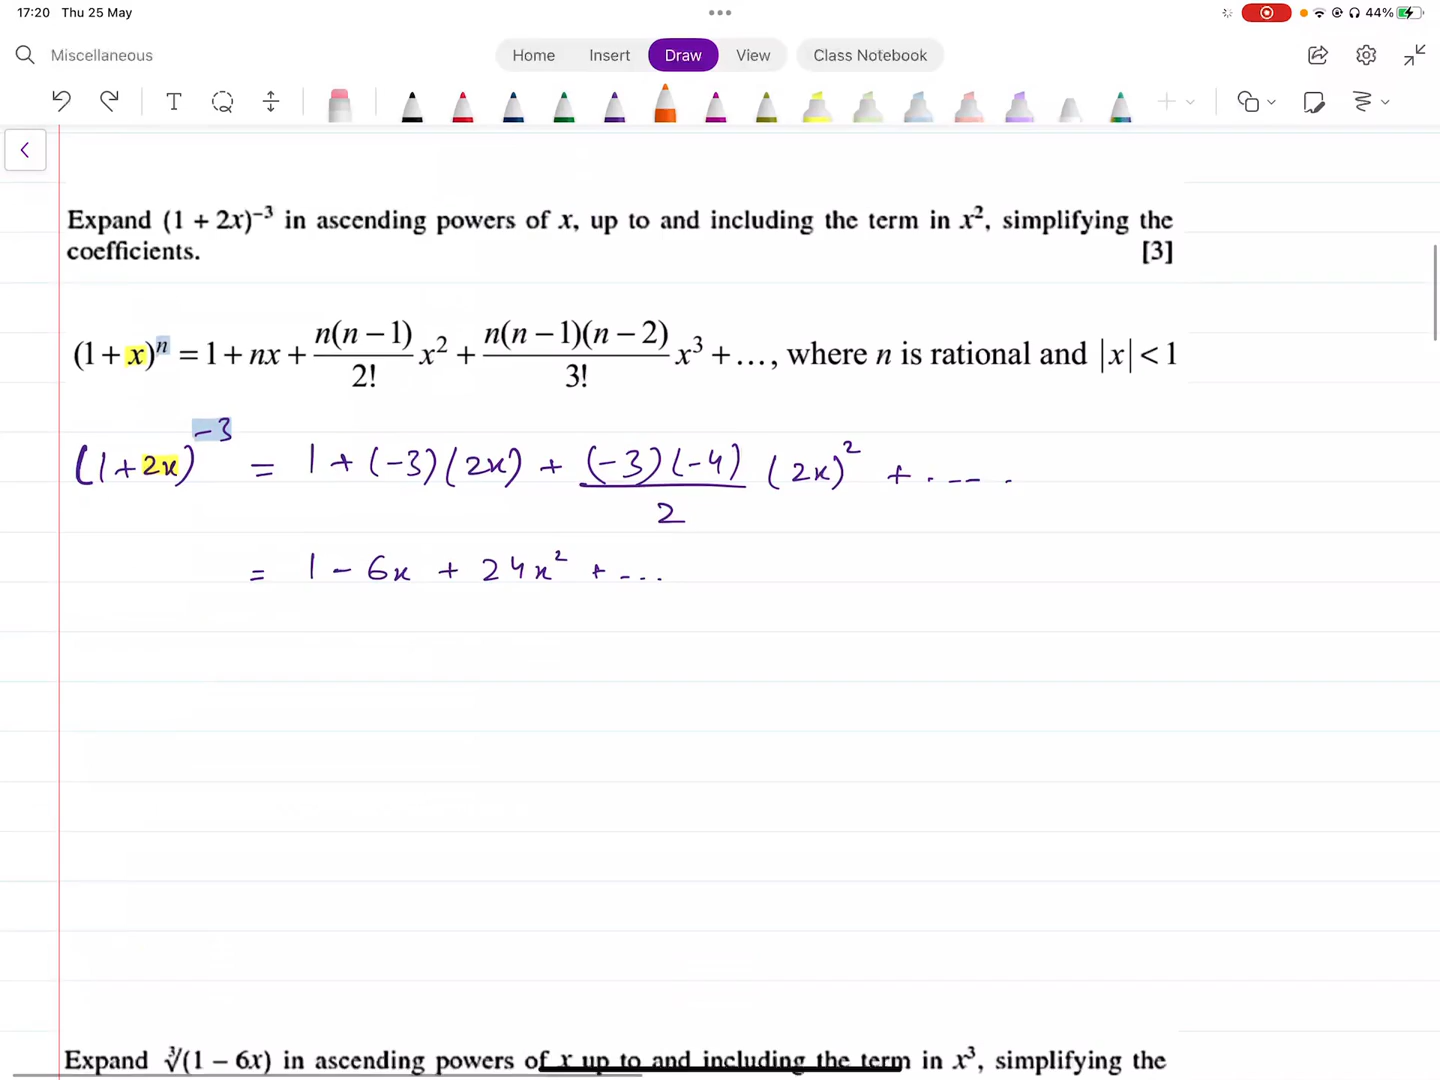 17:20 Thu 25 May
44%
Miscellaneous
Home Insert Draw View Class Notebook
Expand (1 + 2x)⁻³ in ascending powers of x, up to and including the term in x², simplifying the
coefficients. [3]
(1 + x)ⁿ = 1 + nx + n(n − 1)/2! x² + n(n − 1)(n − 2)/3! x³ + …, where n is rational and |x| < 1
(1+2x)⁻³ = 1 + (-3)(2x) + (-3)(-4)/2 (2x)² + .....
= 1 - 6x + 24x² + ....
Expand ∛(1 − 6x) in ascending powers of x up to and including the term in x³, simplifying the